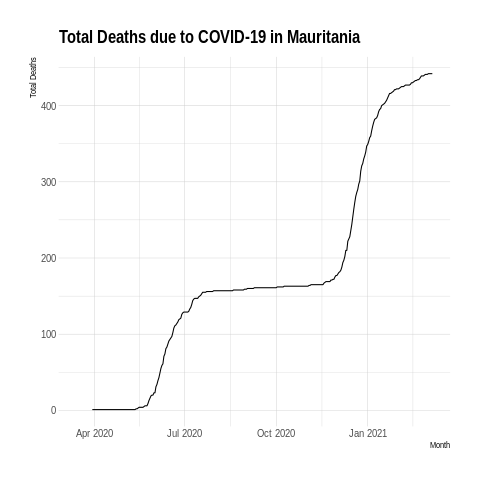 Total Deaths due to COVID-19 in Mauritania
Total Deaths
400
300
200
100
0
Apr 2020 Jul 2020 Oct 2020 Jan 2021
Month